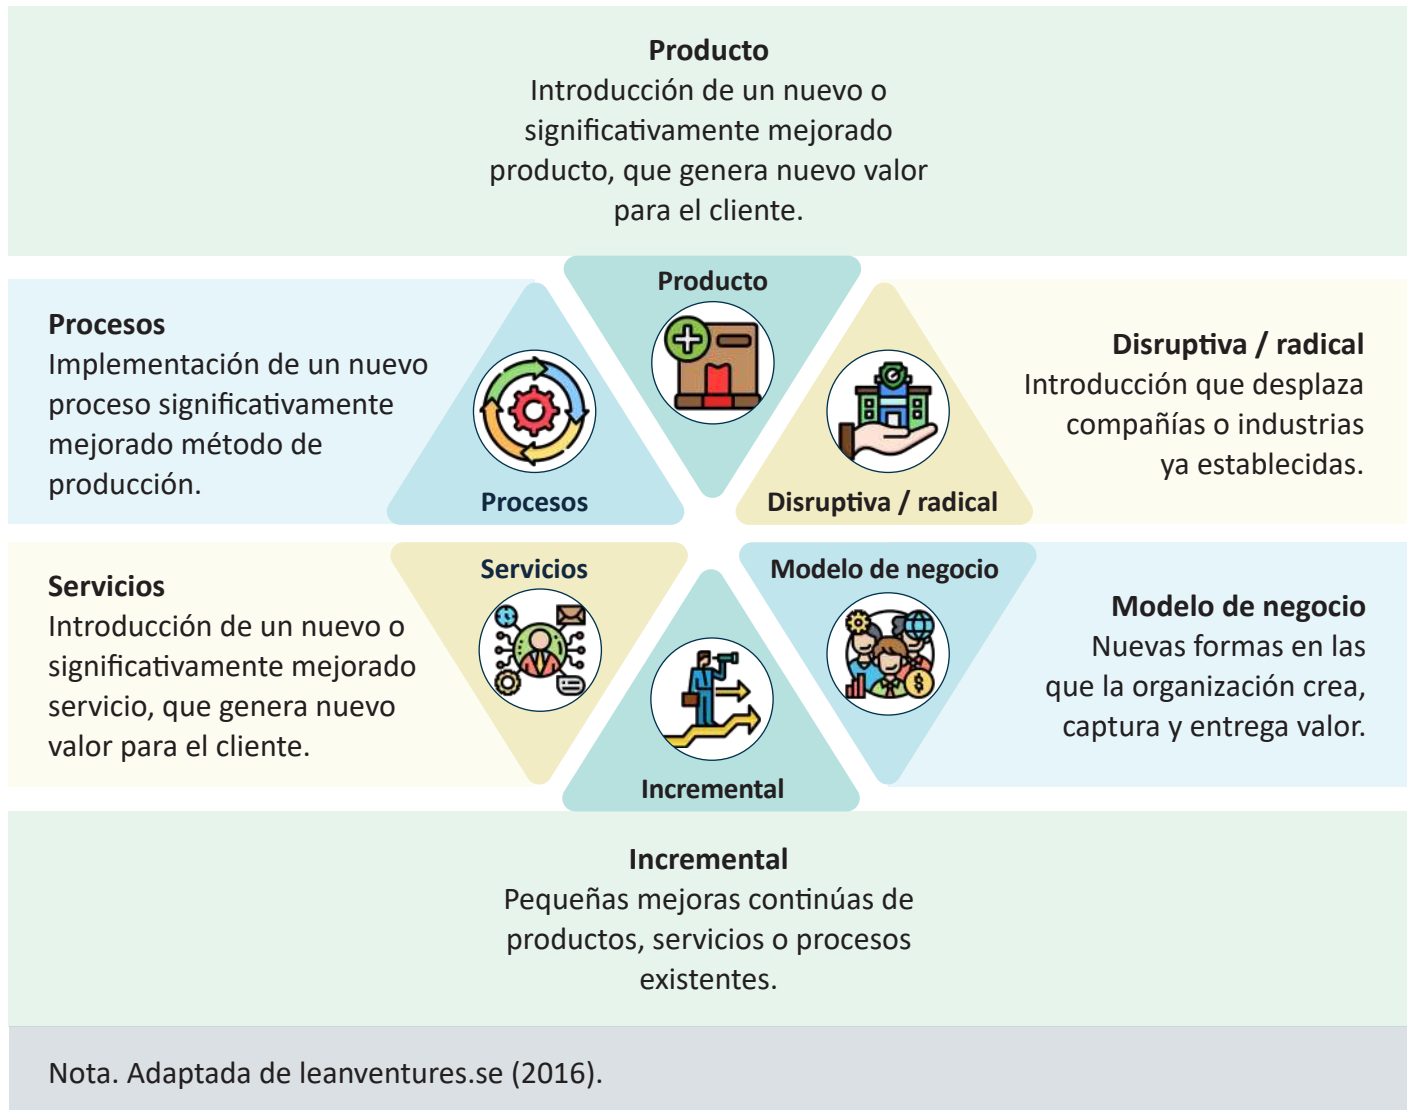 Producto
Introducción de un nuevo o
significativamente mejorado
producto, que genera nuevo valor
para el cliente.
Producto
Procesos
Implementación de un nuevo
proceso significativamente
mejorado método de
producción.
Procesos
Disruptiva / radical
Disruptiva / radical
Introducción que desplaza
compañías o industrias
ya establecidas.
Servicios
Introducción de un nuevo o
significativamente mejorado
servicio, que genera nuevo
valor para el cliente.
Servicios
Modelo de negocio
Modelo de negocio
Nuevas formas en las
que la organización crea,
captura y entrega valor.
$
Incremental
Incremental
Pequeñas mejoras continúas de
productos, servicios o procesos
existentes.
Nota. Adaptada de leanventures.se (2016).